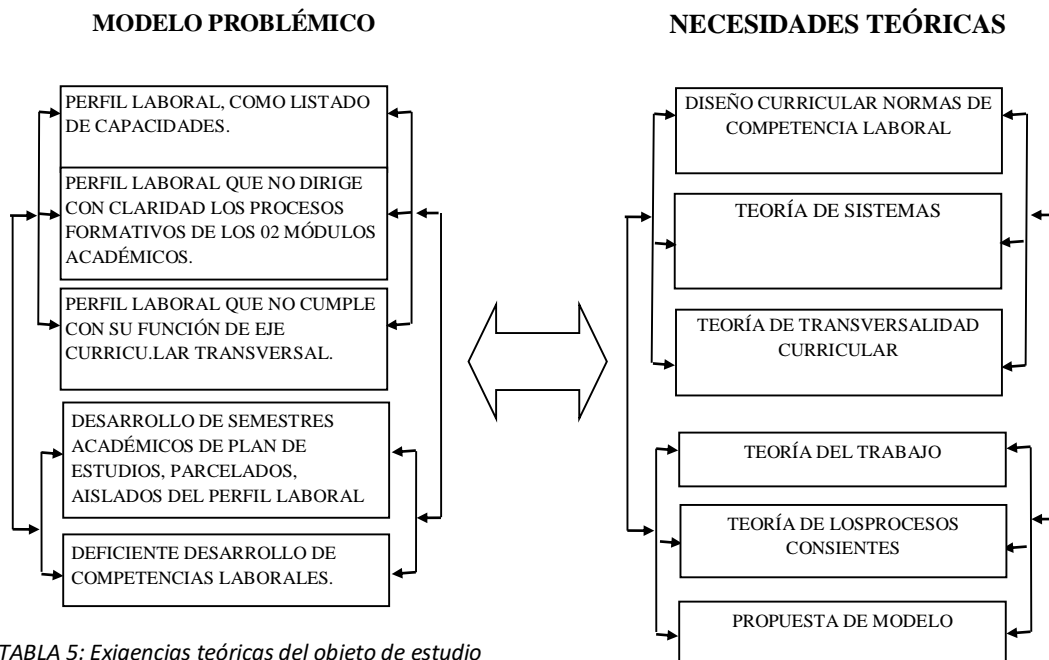 MODELO PROBLÉMICO
PERFIL LABORAL, COMO LISTADO
DE CAPACIDADES.
PERFIL LABORAL QUE NO DIRIGE
CON CLARIDAD LOS PROCESOS
FORMATIVOS DE LOS 02 MÓDULOS
ACADÉMICOS.
PERFIL LABORAL QUE NO CUMPLE
CON SU FUNCIÓN DE EJE
CURRICU.LAR TRANSVERSAL.
DESARROLLO DE SEMESTRES
ACADÉMICOS DE PLAN DE
ESTUDIOS, PARCELADOS,
AISLADOS DEL PERFIL LABORAL
DEFICIENTE DESARROLLO DE
COMPETENCIAS LABORALES.
NECESIDADES TEÓRICAS
DISEÑO CURRICULAR NORMAS DE
COMPETENCIA LABORAL
TEORÍA DE SISTEMAS
TEORÍA DE TRANSVERSALIDAD
CURRICULAR
TEORÍA DEL TRABAJO
TEORÍA DE LOSPROCESOS
CONSIENTES
PROPUESTA DE MODELO
TABLA 5: Exigencias teóricas del objeto de estudio